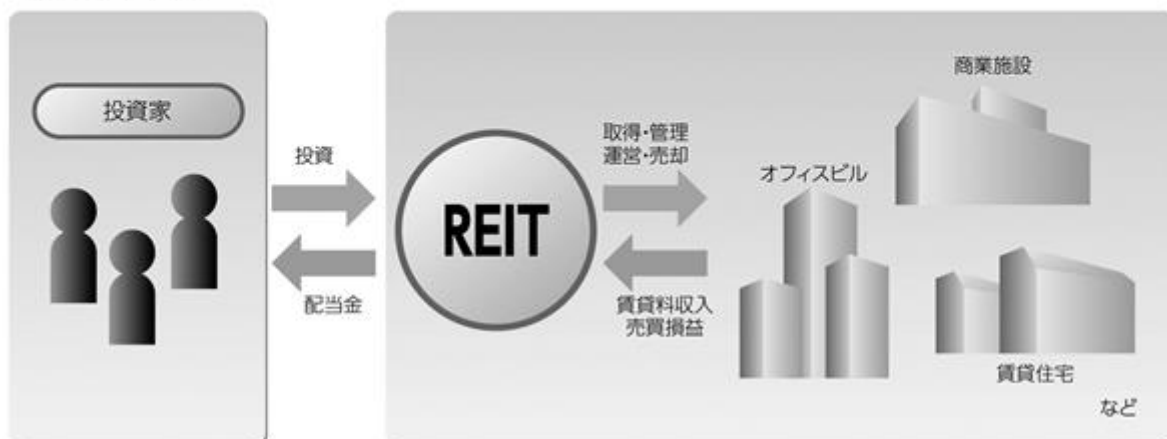 投資家
投資
配当金
REIT
取得・管理
運営・売却
賃貸料収入
売買損益
商業施設
オフィスビル
賃貸住宅
など